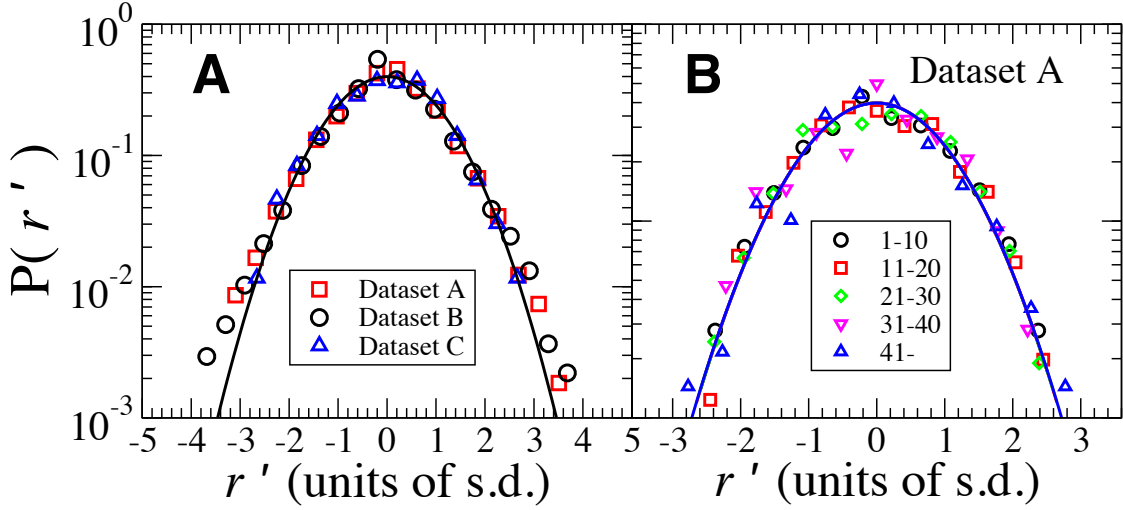 10^0
10^-1
10^-2
10^-3
P( r ′ )
A
Dataset A
Dataset B
Dataset C
-5 -4 -3 -2 -1 0 1 2 3 4 5
r ′ (units of s.d.)
B
Dataset A
1-10
11-20
21-30
31-40
41-
-3 -2 -1 0 1 2 3
r ′ (units of s.d.)